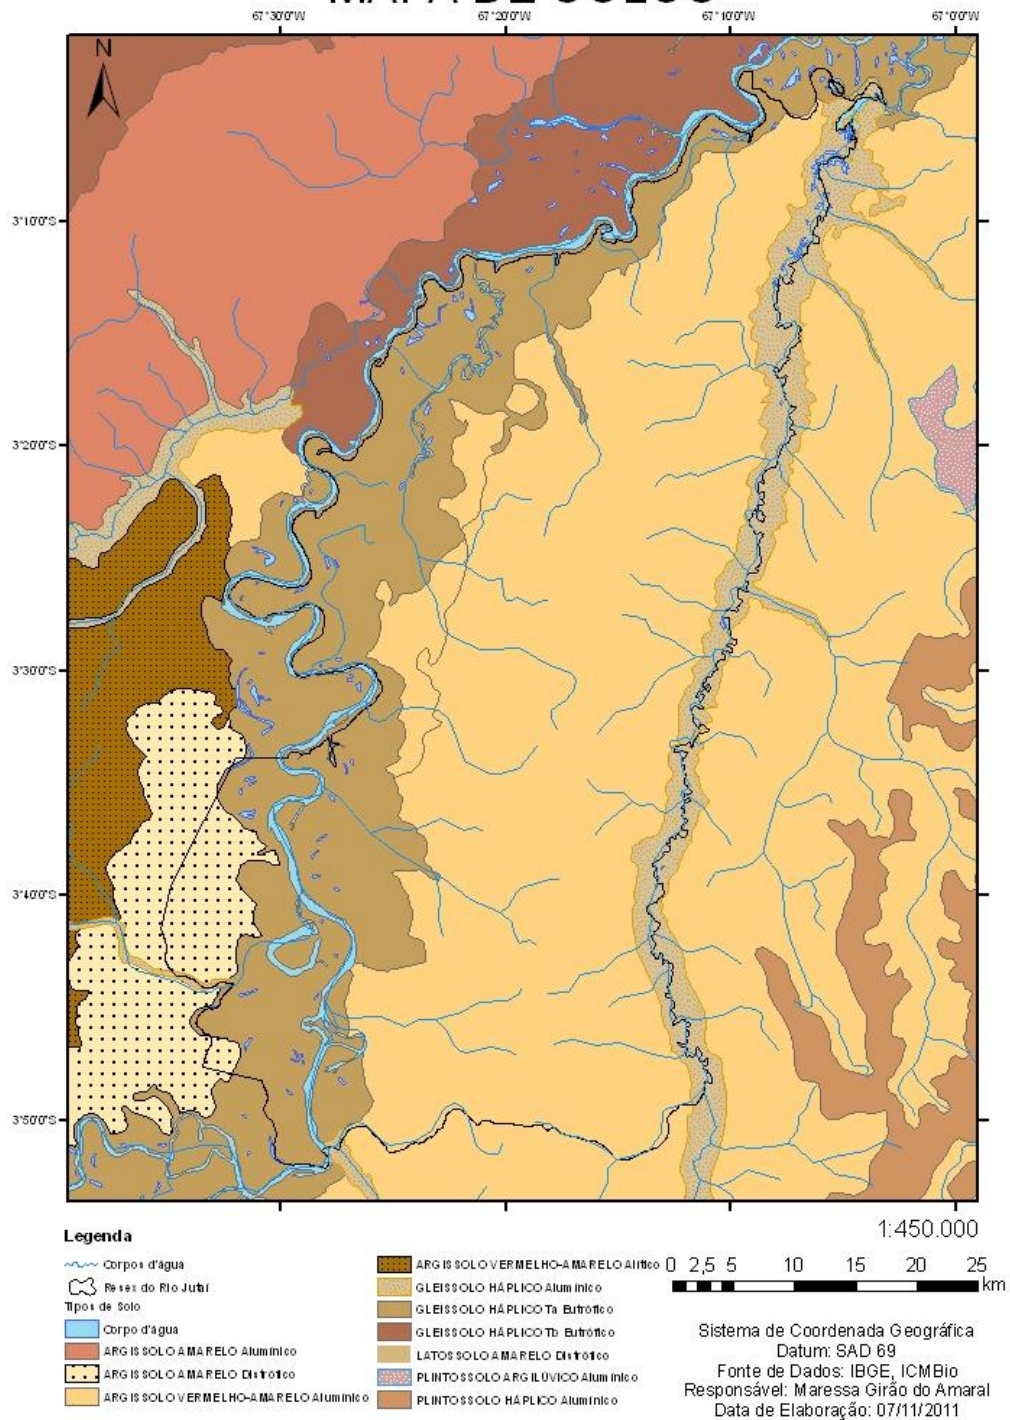 MAPA DE SOLOS
67°30'0"W 67°20'0"W 67°10'0"W 67°0'0"W
N
3°10'0"S
3°20'0"S
3°30'0"S
3°40'0"S
3°50'0"S
1:450.000
Legenda
Corpos d'água
Resex do Rio Jutaí
Tipos de Solo
Corpo d'água
ARGISSOLO AMARELO Alumínico
ARGISSOLO AMARELO Distrófico
ARGISSOLO VERMELHO-AMARELO Alumínico
ARGISSOLO VERMELHO-AMARELO Alítico
GLEISSOLO HÁPLICO Alumínico
GLEISSOLO HÁPLICO Ta Eutrófico
GLEISSOLO HÁPLICO Tb Eutrófico
LATOSSOLO AMARELO Distrófico
PLINTOSSOLO ARGILÚVICO Alumínico
PLINTOSSOLO HÁPLICO Alumínico
0 2,5 5 10 15 20 25
km
Sistema de Coordenada Geográfica
Datum: SAD 69
Fonte de Dados: IBGE, ICMBio
Responsável: Maressa Girão do Amaral
Data de Elaboração: 07/11/2011